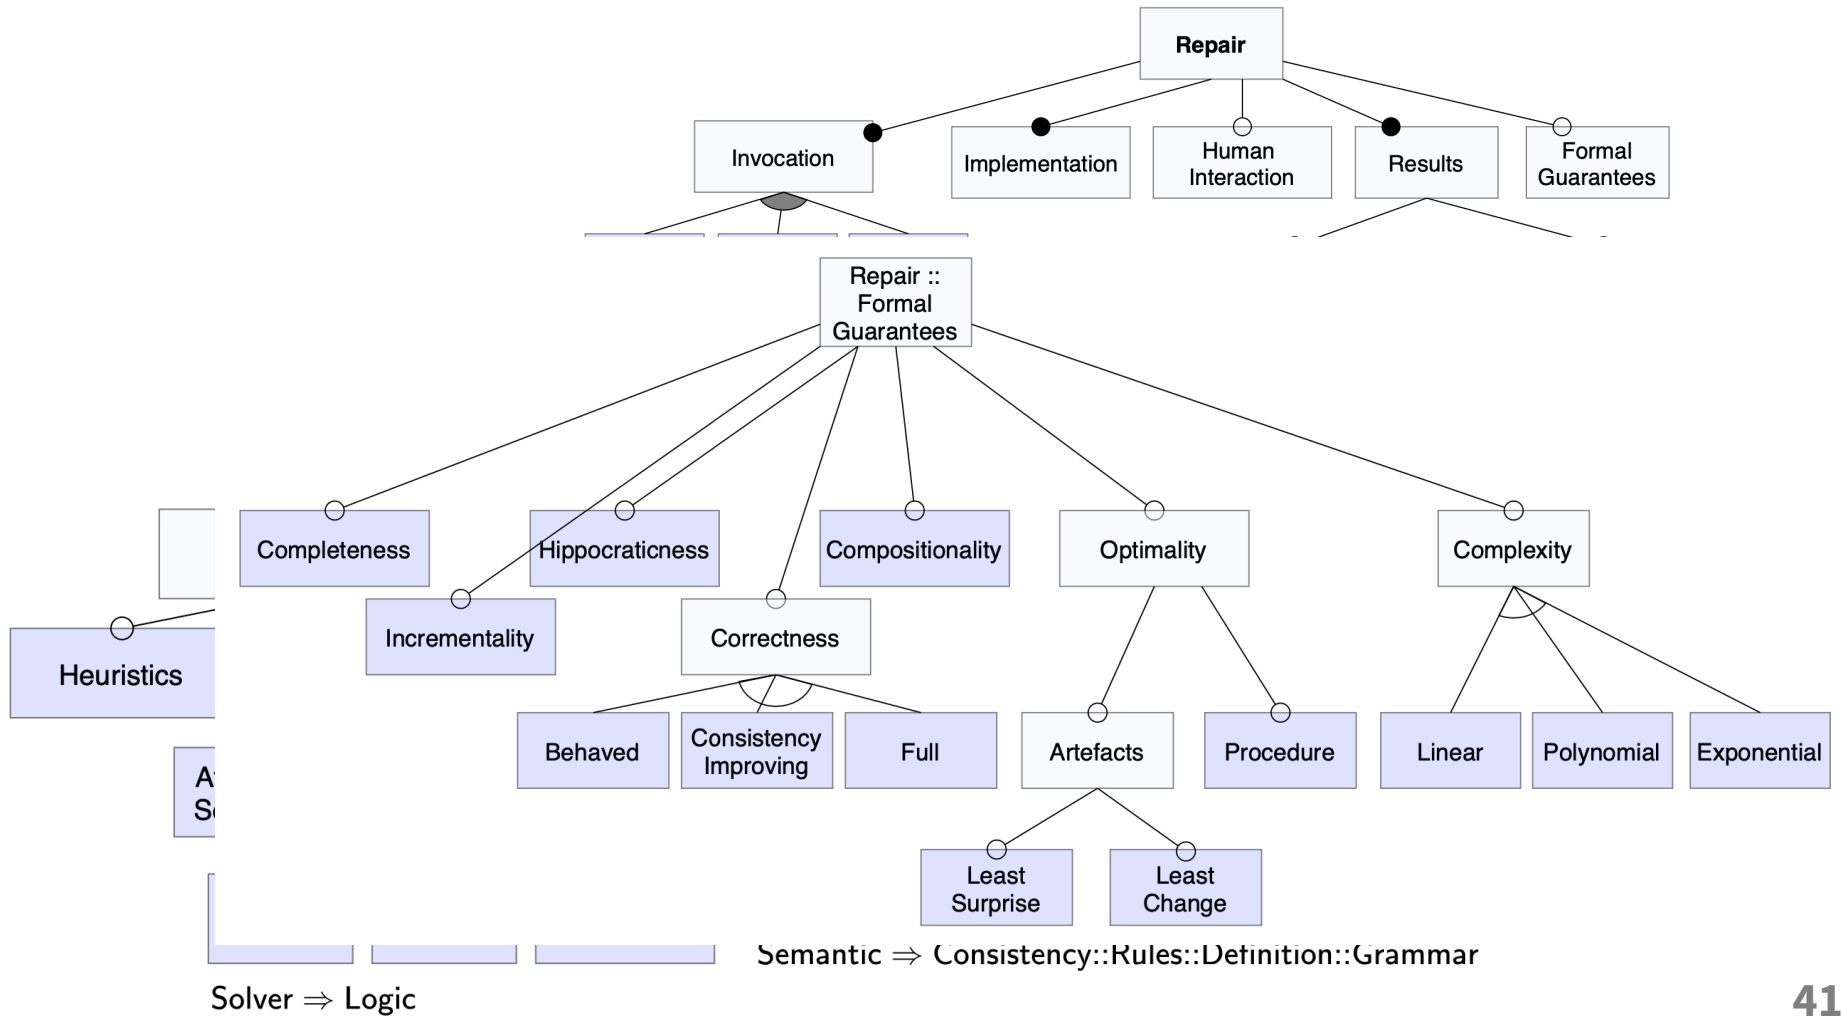 Repair
Invocation
Implementation
Human
Interaction
Results
Formal
Guarantees
Repair ::
Formal
Guarantees
Completeness
Hippocraticness
Compositionality
Optimality
Complexity
Incrementality
Correctness
Heuristics
Behaved
Consistency
Improving
Full
Artefacts
Procedure
Linear
Polynomial
Exponential
Least
Surprise
Least
Change
Semantic ⇒ Consistency::Rules::Definition::Grammar
Solver ⇒ Logic
41